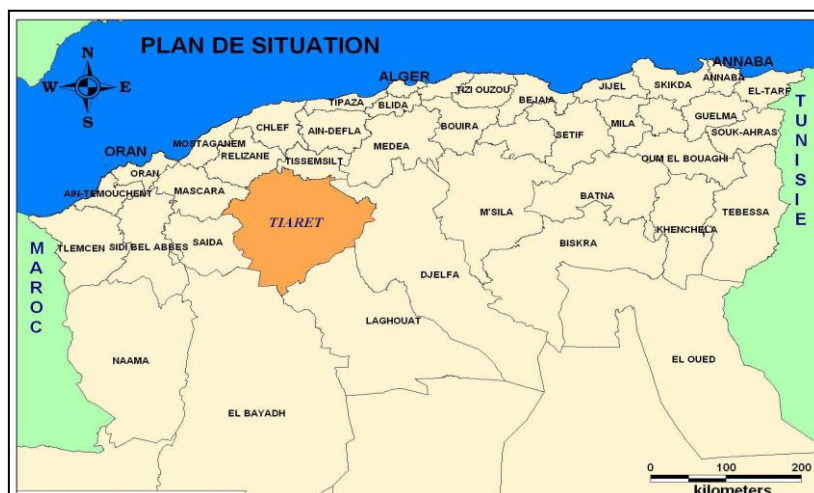 PLAN DE SITUATION
N
W E
S
ALGER
ANNABA
TIZI OUZOU
JIJEL
SKIKDA
ANNABA
EL-TARF
TIPAZA
BLIDA
BEJAIA
GUELMA
CHLEF
AIN-DEFLA
BOUIRA
SETIF
MILA
SOUK-AHRAS
MOSTAGANEM
MEDEA
ORAN
RELIZANE
TISSEMSILT
OUM EL BOUAGHI
ORAN
AIN-TEMOUCHENT
MASCARA
BATNA
TIARET
M'SILA
TEBESSA
TLEMCEN
SIDI BEL ABBES
SAIDA
KHENCHELA
BISKRA
DJELFA
LAGHOUAT
NAAMA
EL OUED
EL BAYADH
MAROC
TUNISIE
0 100 200
kilometers